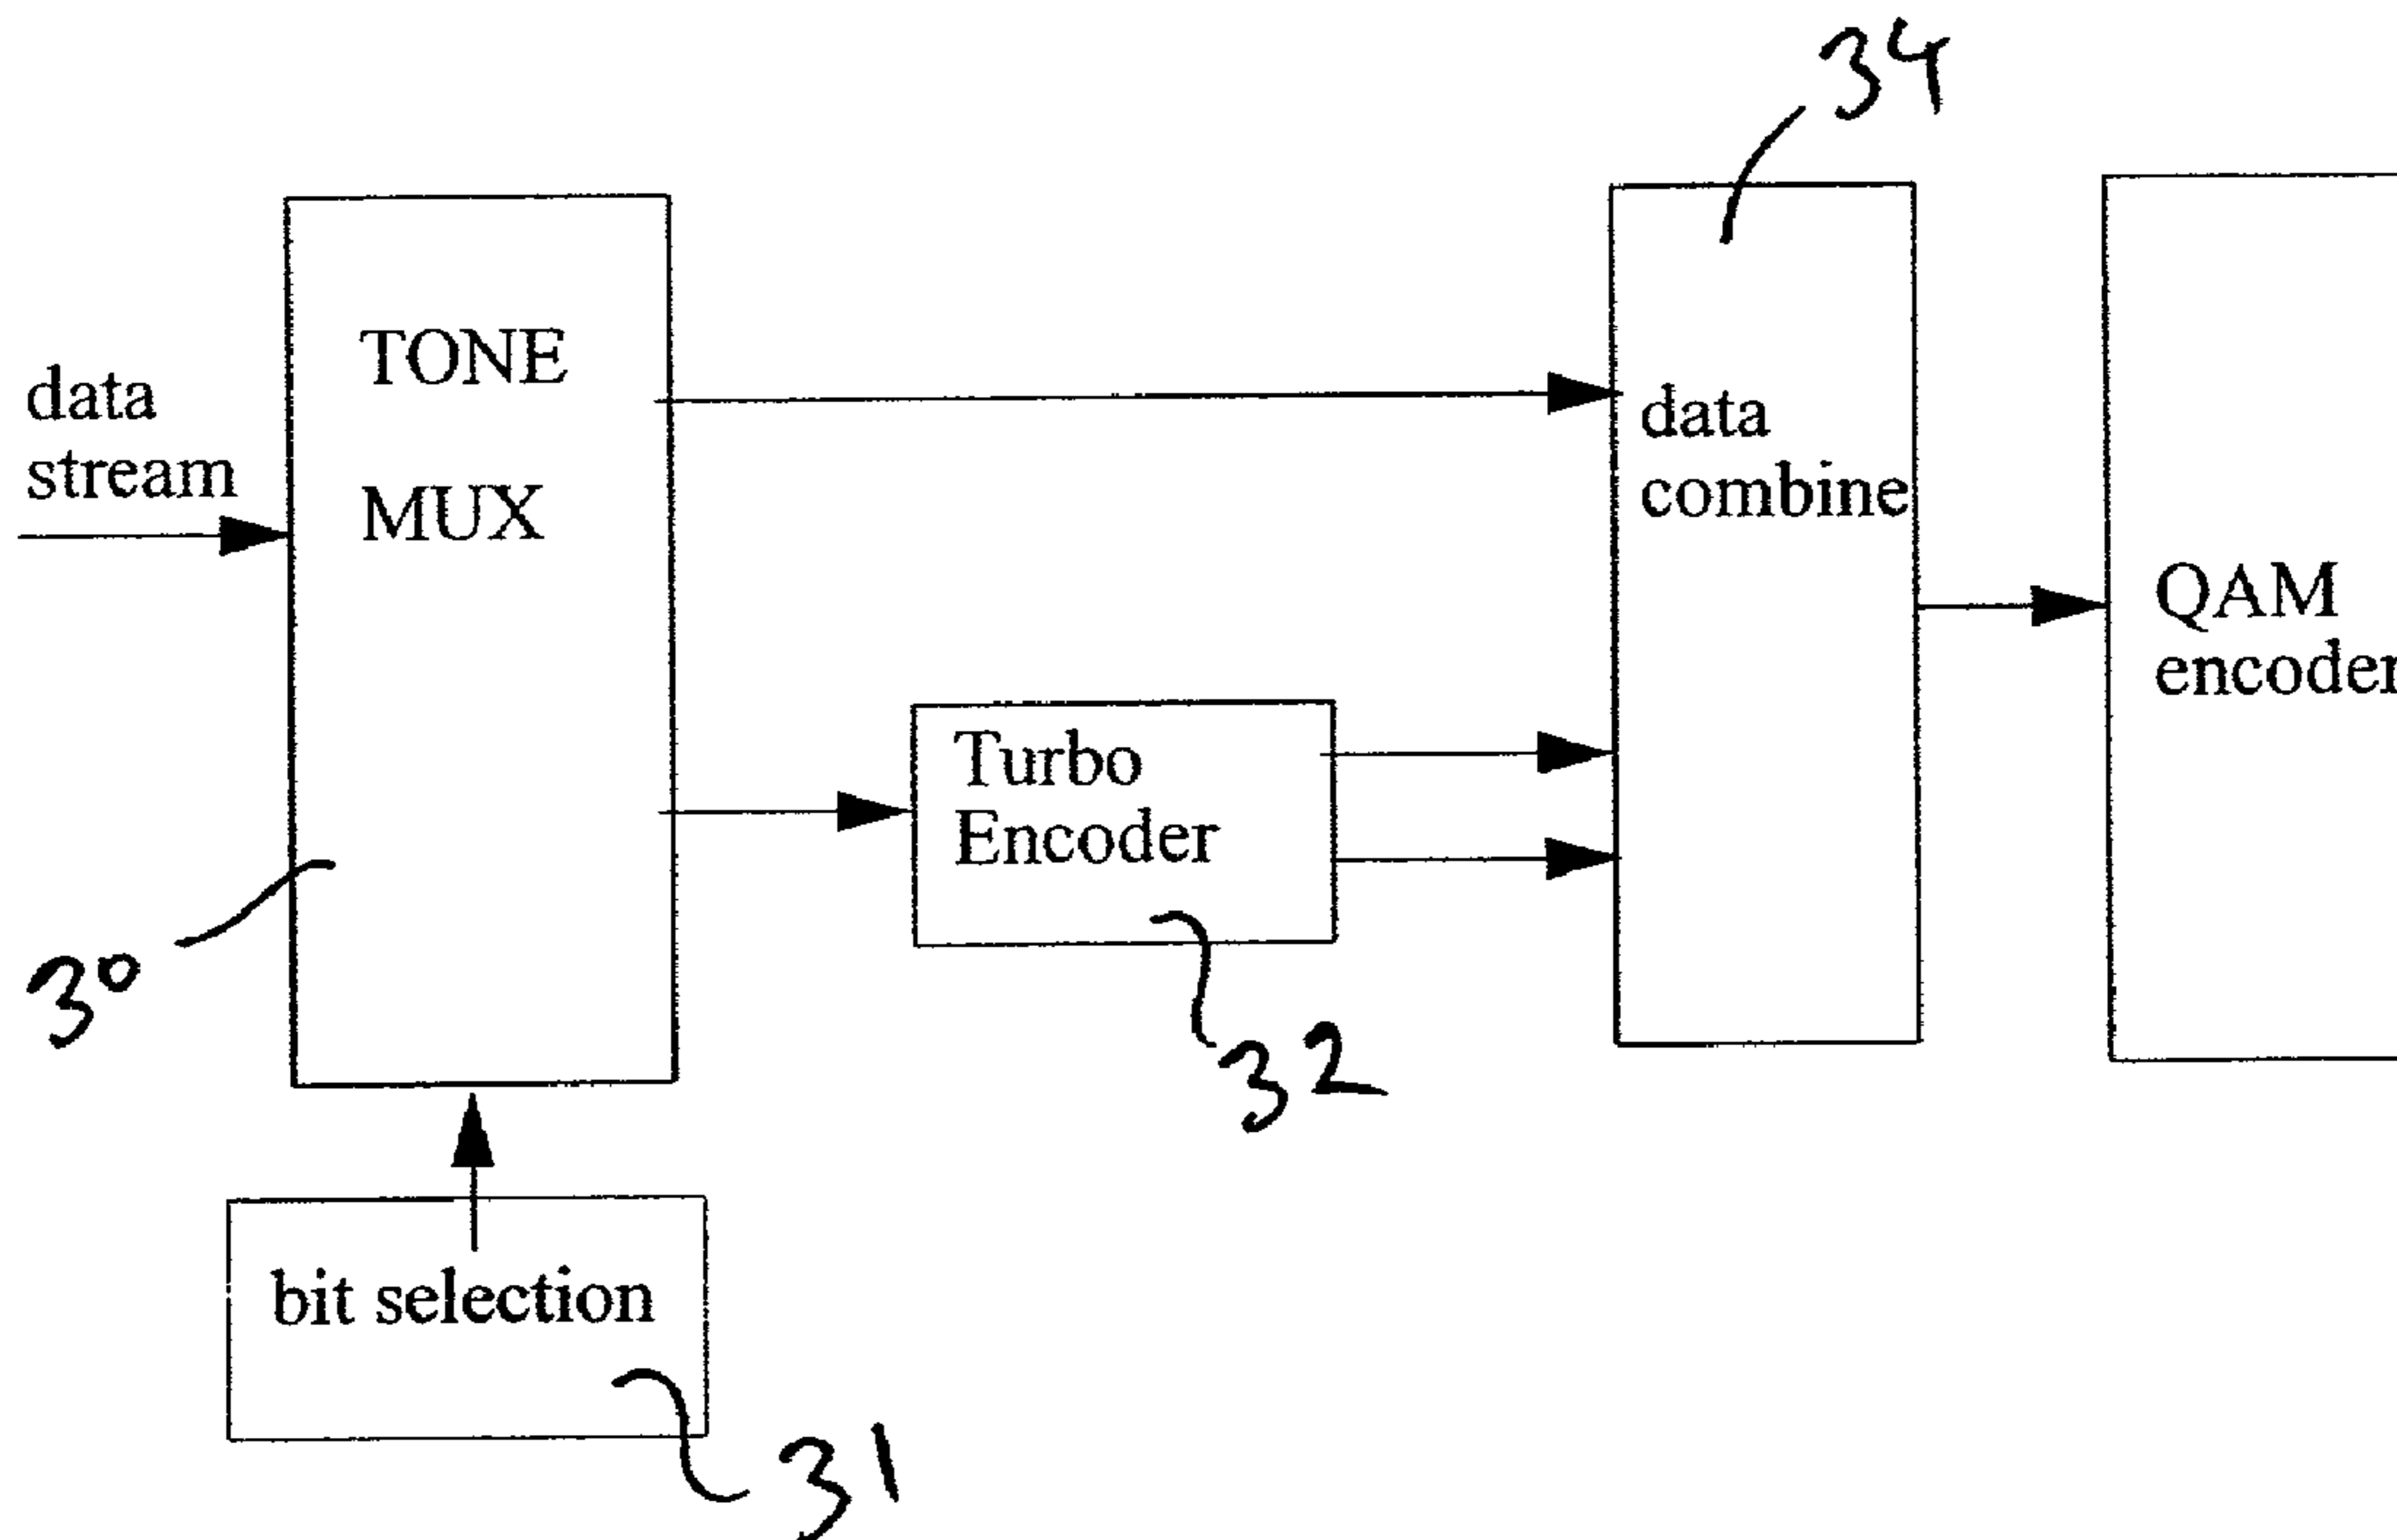 34
TONE
MUX
data
stream
data
combine
QAM
encoder
Turbo
Encoder
30
32
bit selection
31